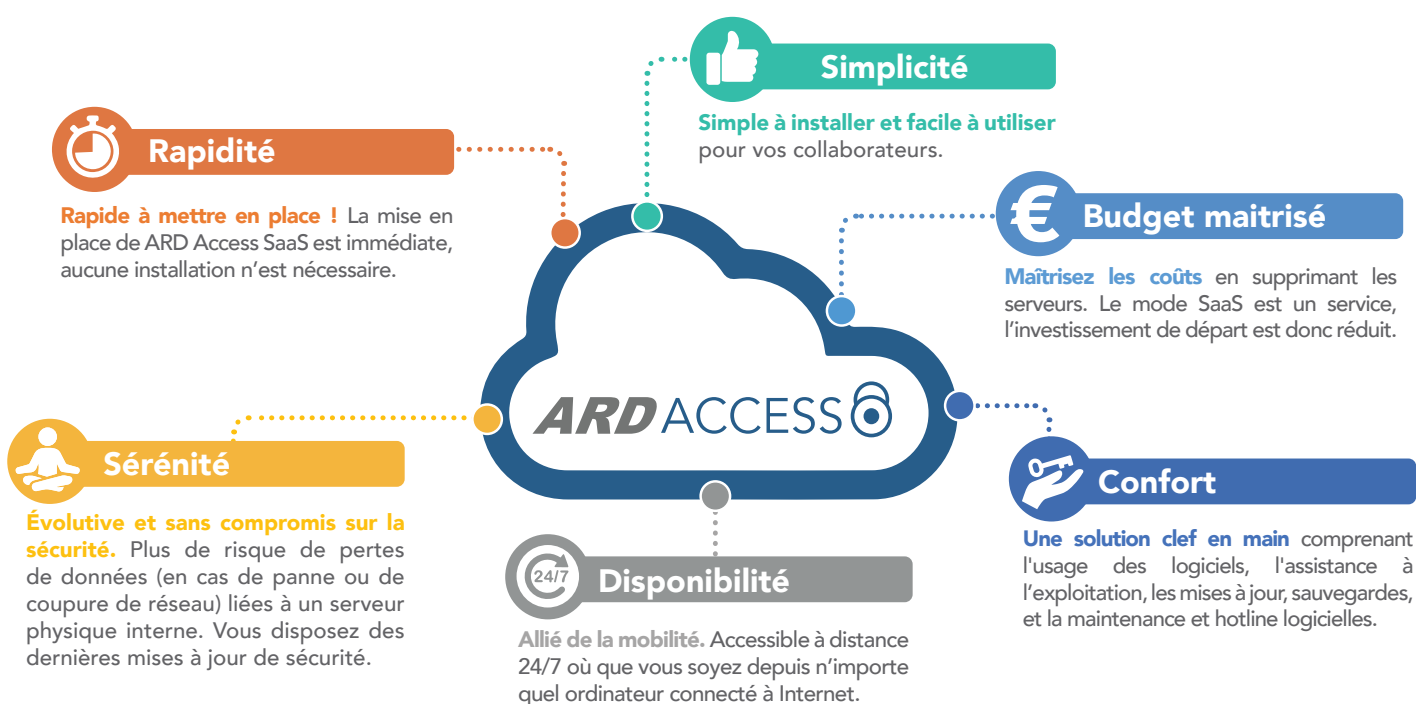 Simplicité
Simple à installer et facile à utiliser
pour vos collaborateurs.
Rapidité
Rapide à mettre en place ! La mise en
place de ARD Access SaaS est immédiate,
aucune installation n’est nécessaire.
€ Budget maitrisé
Maîtrisez les coûts en supprimant les
serveurs. Le mode SaaS est un service,
l’investissement de départ est donc réduit.
ARD ACCESS
Sérénité
Évolutive et sans compromis sur la
sécurité. Plus de risque de pertes
de données (en cas de panne ou de
coupure de réseau) liées à un serveur
physique interne. Vous disposez des
dernières mises à jour de sécurité.
Confort
Une solution clef en main comprenant
l'usage des logiciels, l'assistance à
l’exploitation, les mises à jour, sauvegardes,
et la maintenance et hotline logicielles.
24/7 Disponibilité
Allié de la mobilité. Accessible à distance
24/7 où que vous soyez depuis n’importe
quel ordinateur connecté à Internet.